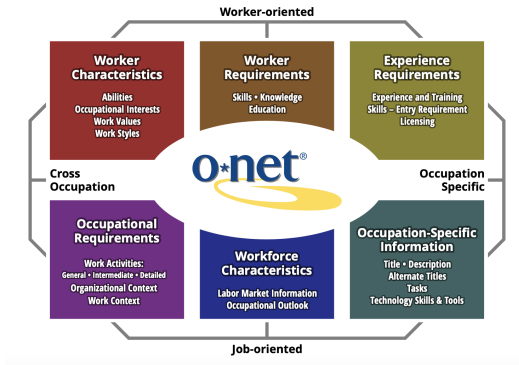 Worker-oriented
Worker
Characteristics
Abilities
Occupational Interests
Work Values
Work Styles
Worker
Requirements
Skills • Knowledge
Education
Experience
Requirements
Experience and Training
Skills – Entry Requirement
Licensing
Cross
Occupation
o*net®
Occupation
Specific
Occupational
Requirements
Work Activities:
General • Intermediate • Detailed
Organizational Context
Work Context
Workforce
Characteristics
Labor Market Information
Occupational Outlook
Occupation-Specific
Information
Title • Description
Alternate Titles
Tasks
Technology Skills & Tools
Job-oriented